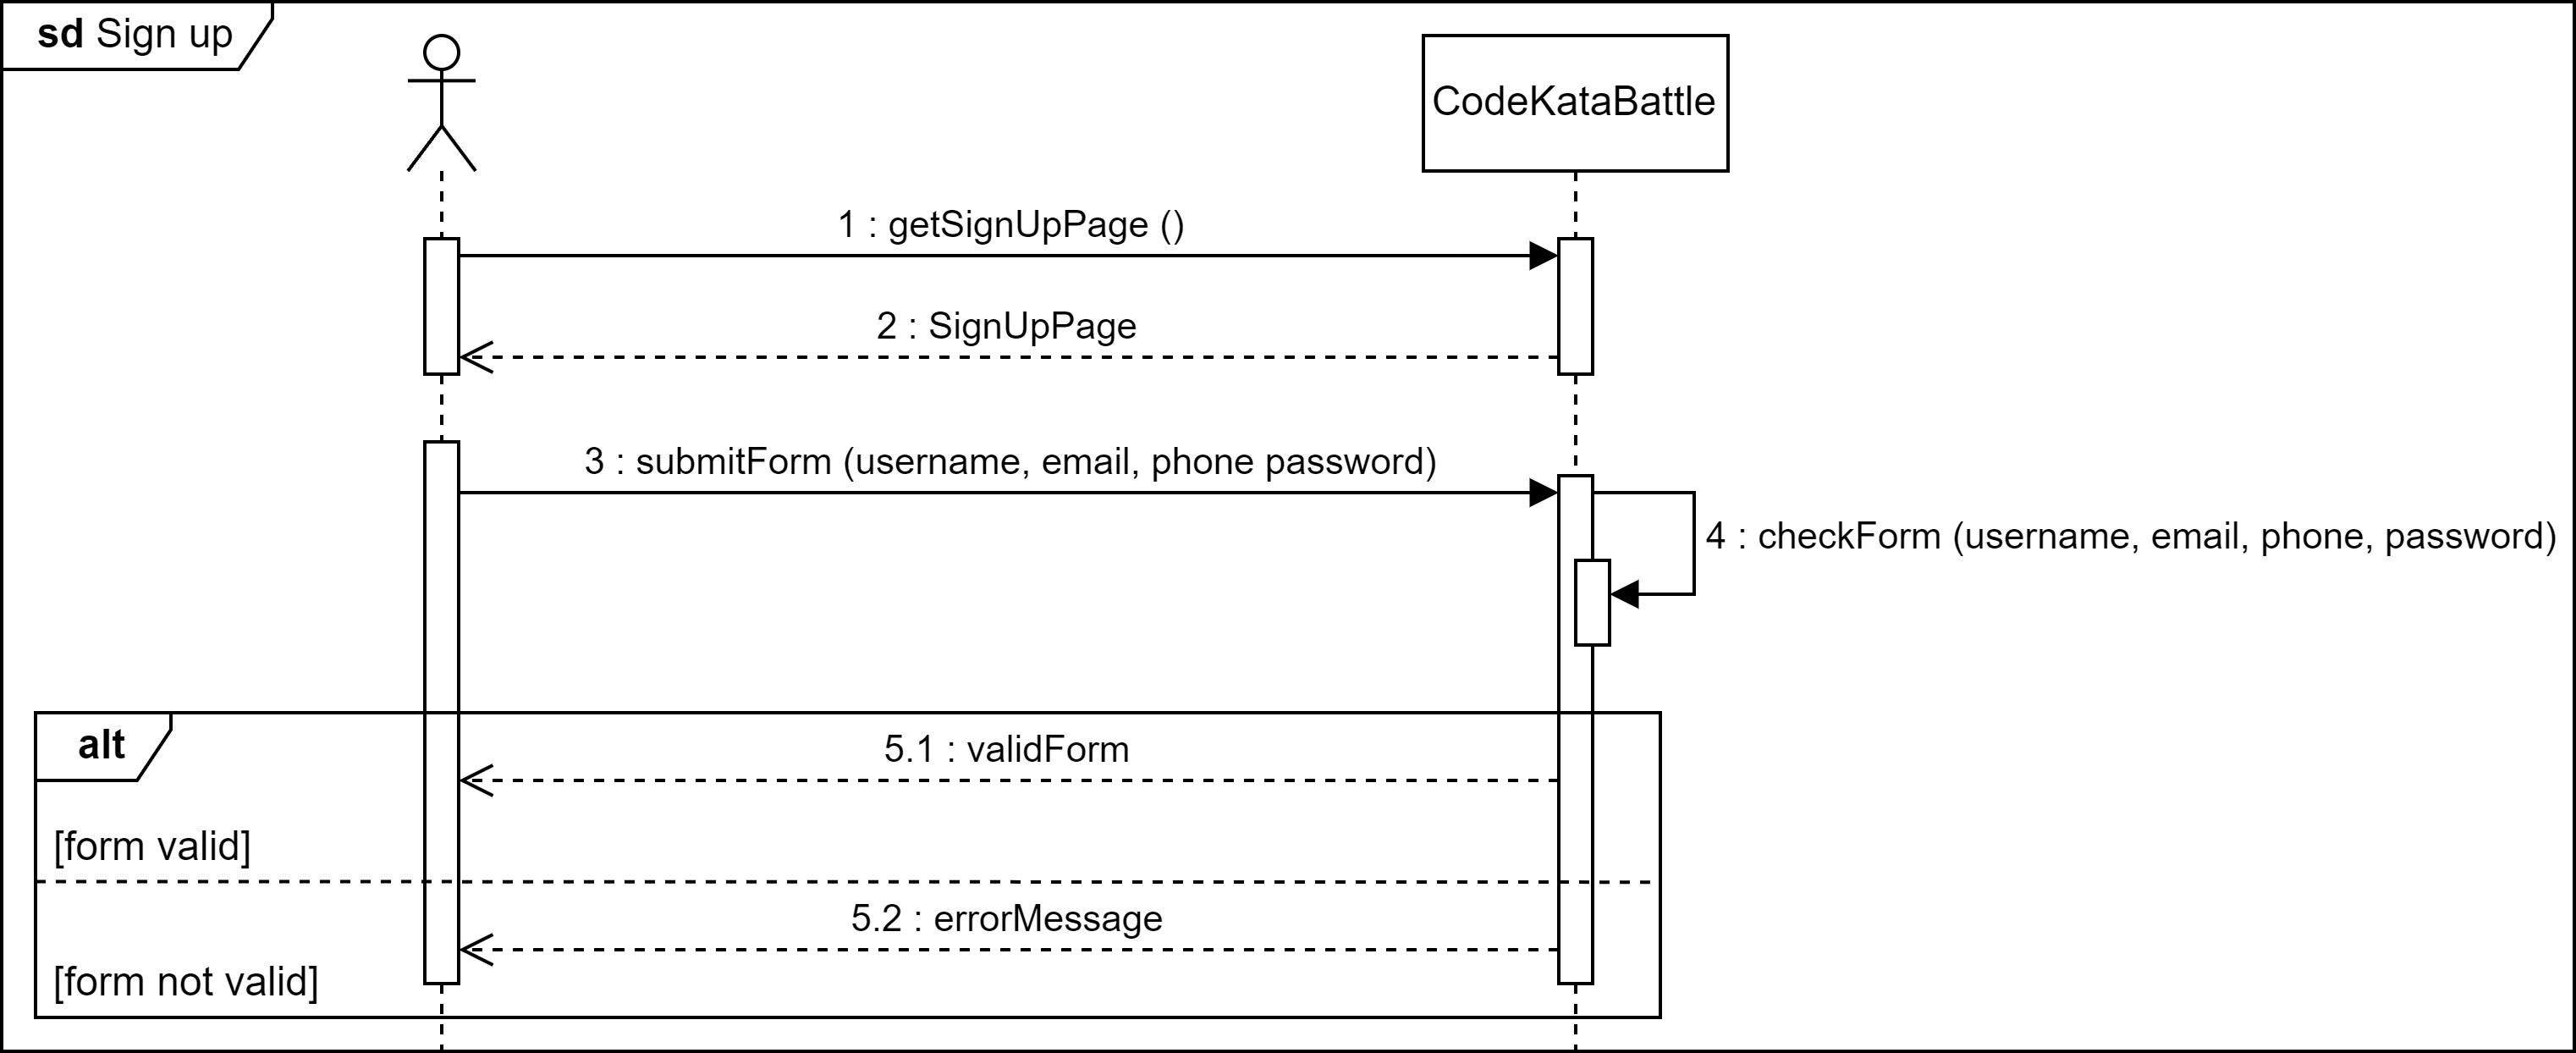 sd Sign up
CodeKataBattle
1 : getSignUpPage ()
2 : SignUpPage
3 : submitForm (username, email, phone password)
4 : checkForm (username, email, phone, password)
alt
5.1 : validForm
[form valid]
5.2 : errorMessage
[form not valid]